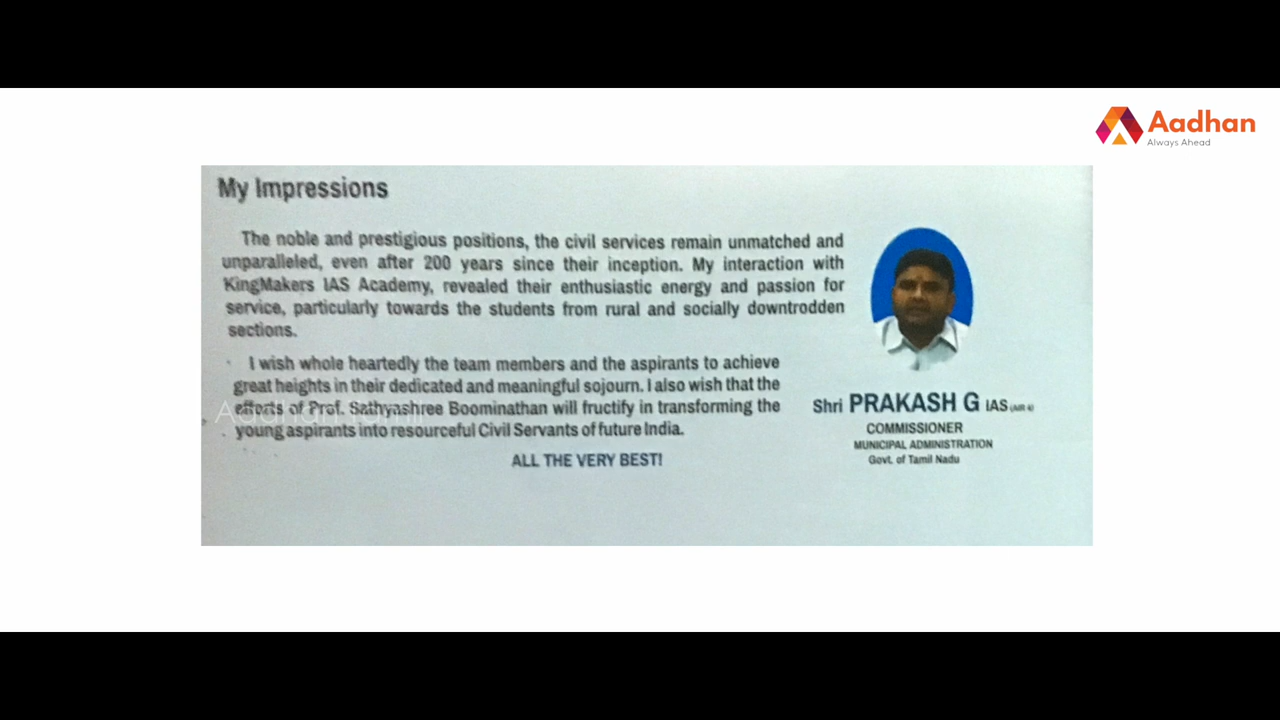 Aadhan
Always Ahead
My Impressions
The noble and prestigious positions, the civil services remain unmatched and
unparalleled, even after 200 years since their inception. My interaction with
KingMakers IAS Academy, revealed their enthusiastic energy and passion for
service, particularly towards the students from rural and socially downtrodden
sections.
I wish whole heartedly the team members and the aspirants to achieve
great heights in their dedicated and meaningful sojourn. I also wish that the
efforts of Prof. Sathyashree Boominathan will fructify in transforming the
young aspirants into resourceful Civil Servants of future India.
ALL THE VERY BEST!
Shri PRAKASH G IAS
COMMISSIONER
MUNICIPAL ADMINISTRATION
Govt. of Tamil Nadu